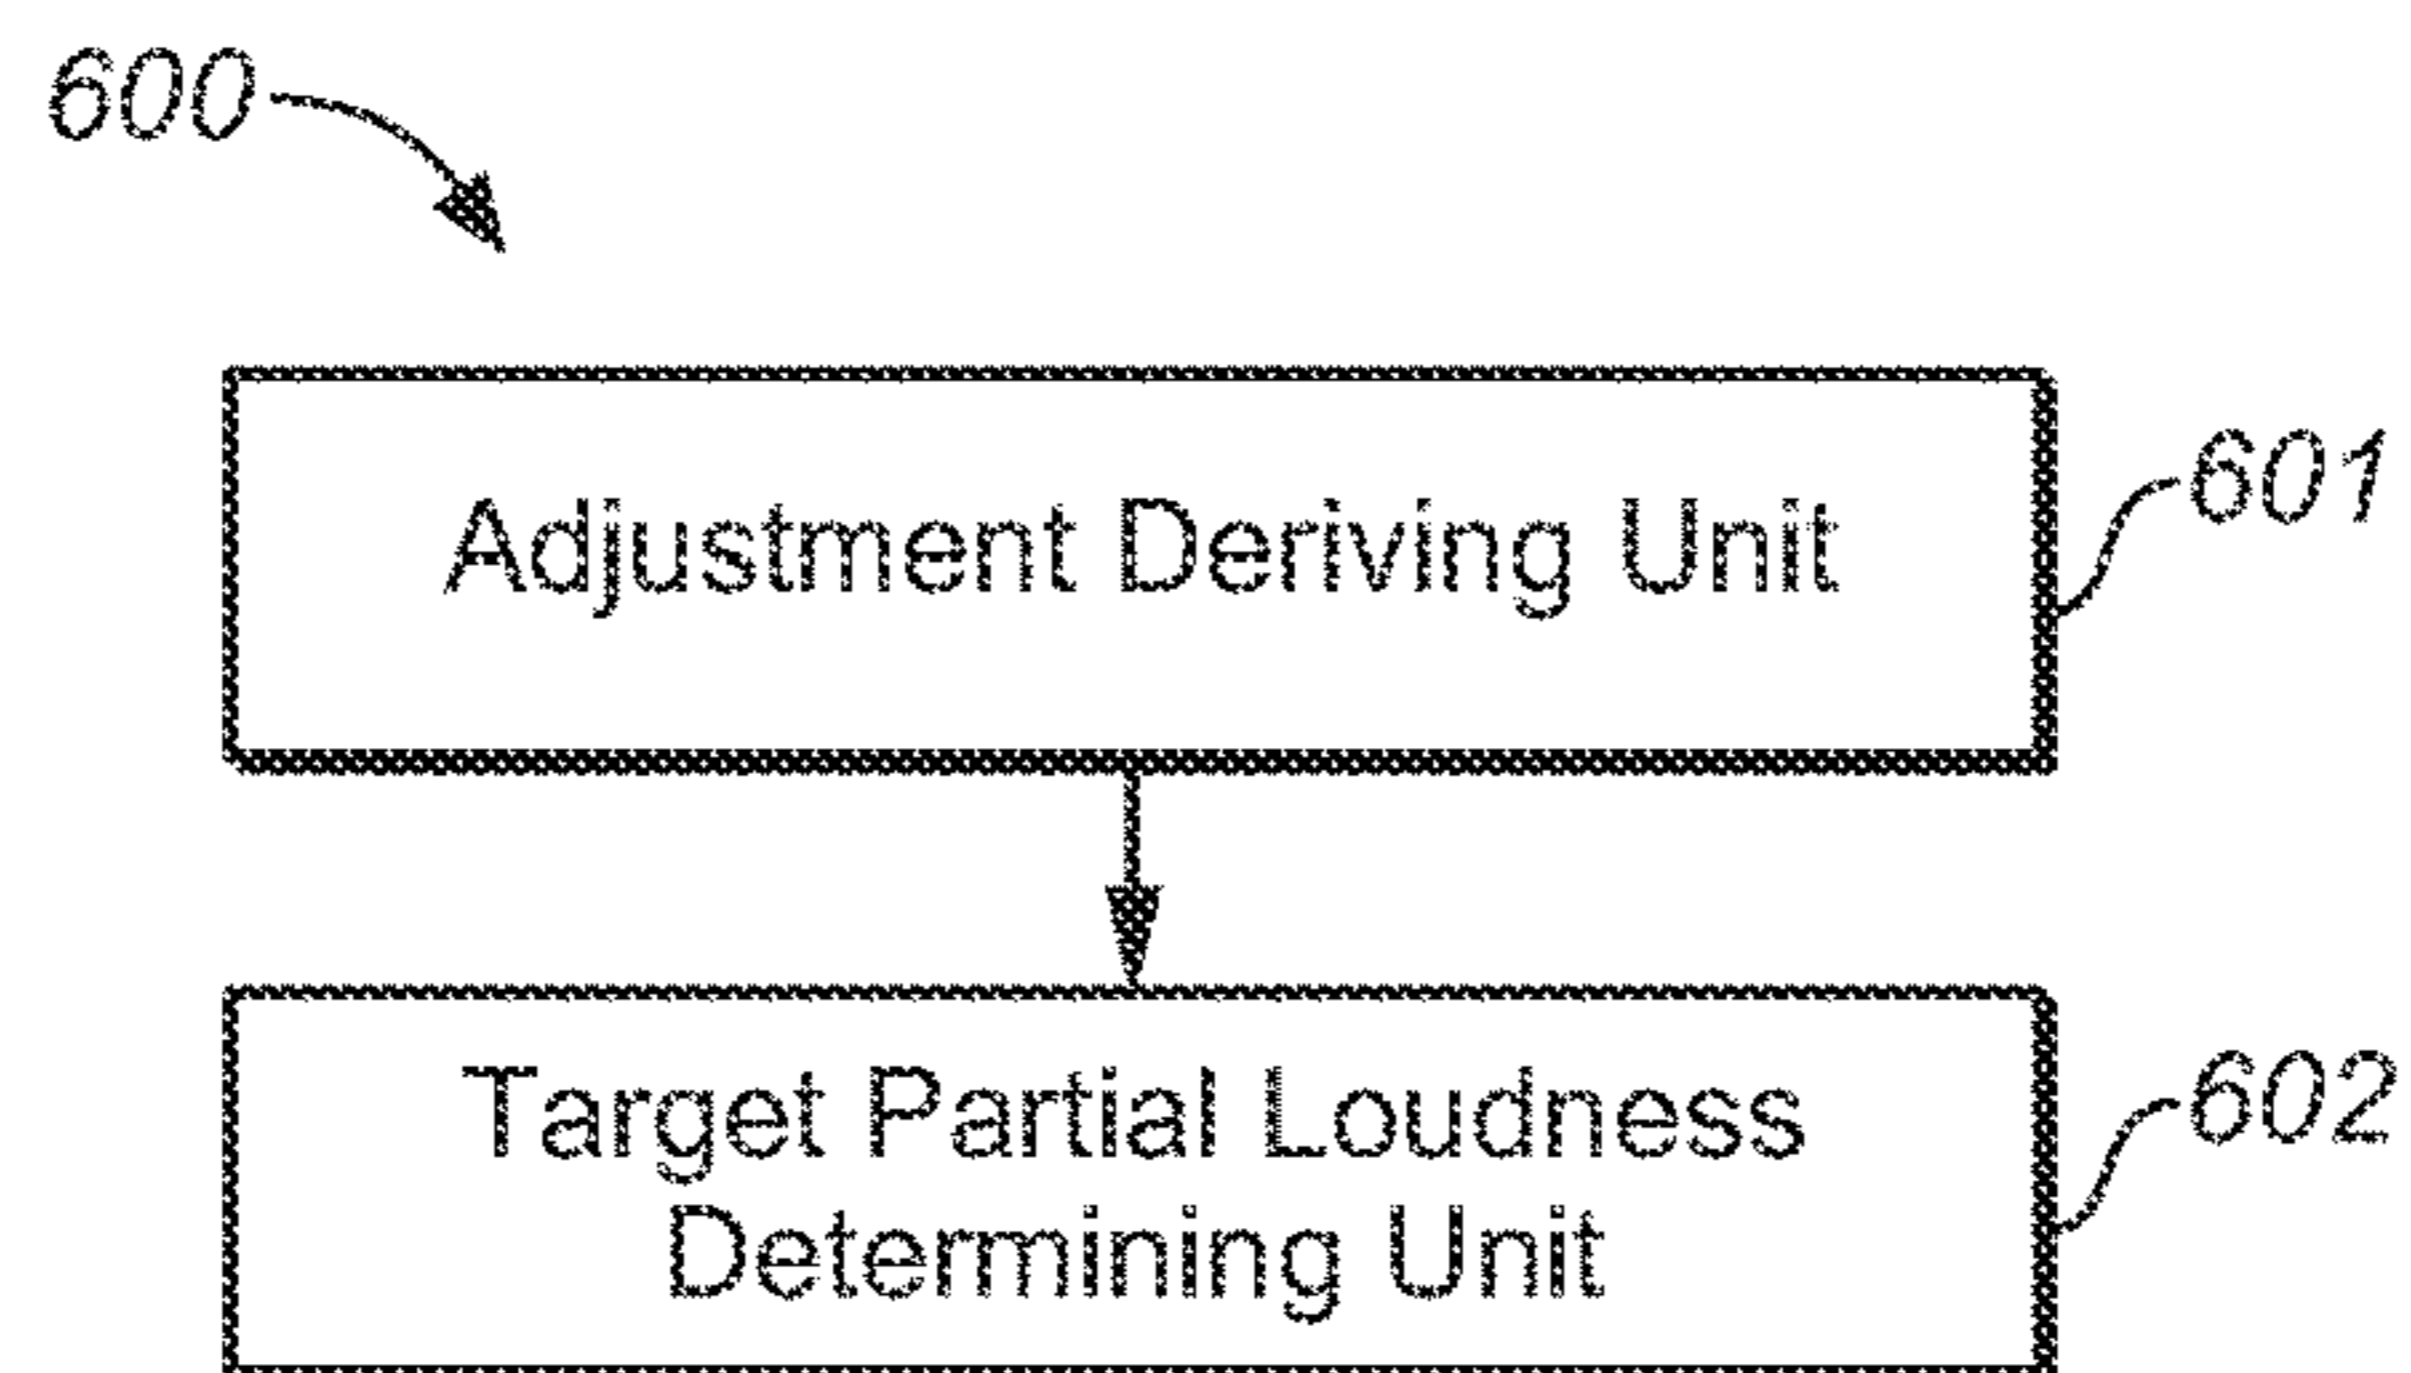 600
Adjustment Deriving Unit
601
Target Partial Loudness
Determining Unit
602